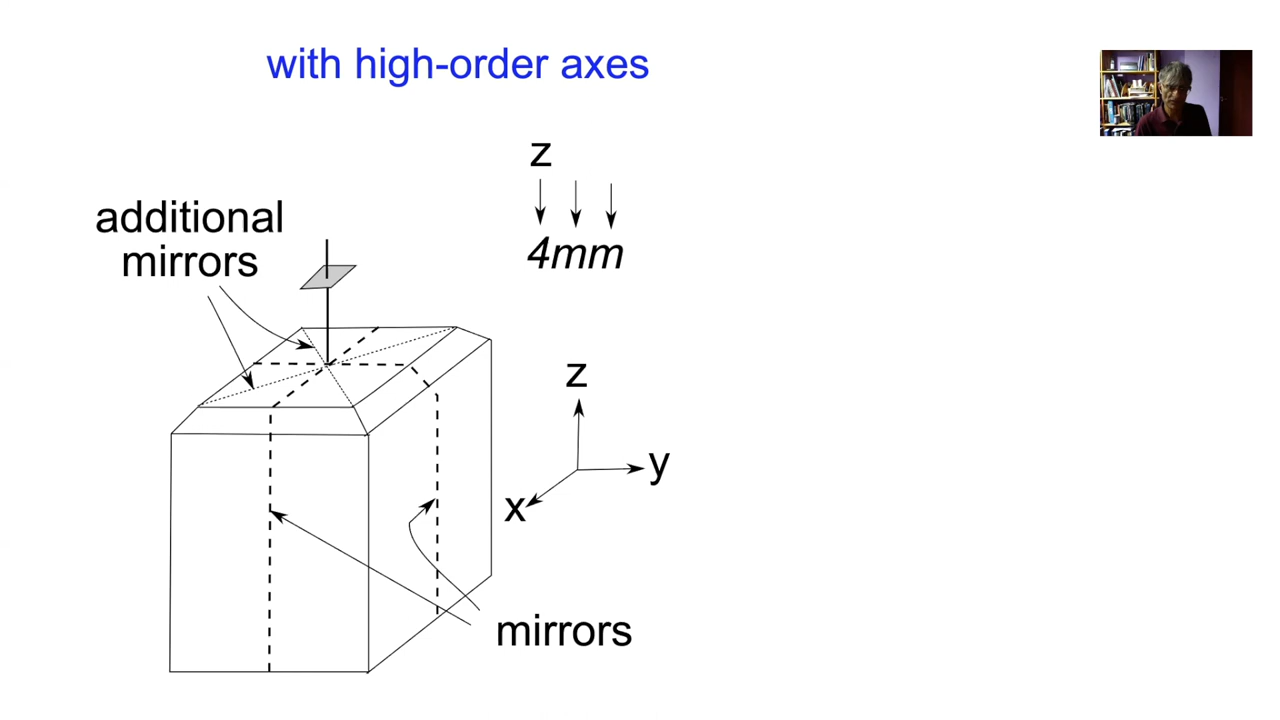 with high-order axes
z
additional
mirrors
4mm
z
y
x
mirrors